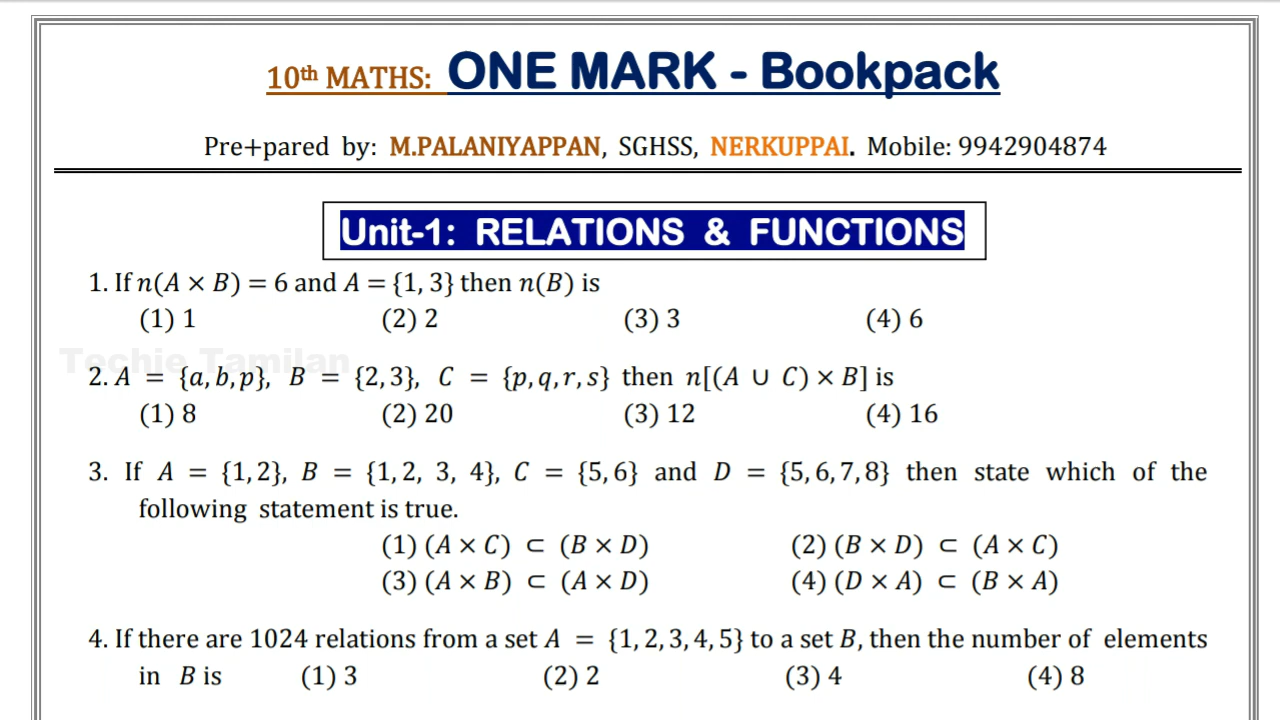 10th MATHS: ONE MARK - Bookpack
Pre+pared by: M.PALANIYAPPAN, SGHSS, NERKUPPAI. Mobile: 9942904874
Unit-1: RELATIONS & FUNCTIONS
1. If n(A × B) = 6 and A = {1, 3} then n(B) is
(1) 1 (2) 2 (3) 3 (4) 6
Techie Tamilan
2. A = {a, b, p}, B = {2, 3}, C = {p, q, r, s} then n[(A ∪ C) × B] is
(1) 8 (2) 20 (3) 12 (4) 16
3. If A = {1, 2}, B = {1, 2, 3, 4}, C = {5, 6} and D = {5, 6, 7, 8} then state which of the
following statement is true.
(1) (A × C) ⊂ (B × D) (2) (B × D) ⊂ (A × C)
(3) (A × B) ⊂ (A × D) (4) (D × A) ⊂ (B × A)
4. If there are 1024 relations from a set A = {1, 2, 3, 4, 5} to a set B, then the number of elements
in B is (1) 3 (2) 2 (3) 4 (4) 8